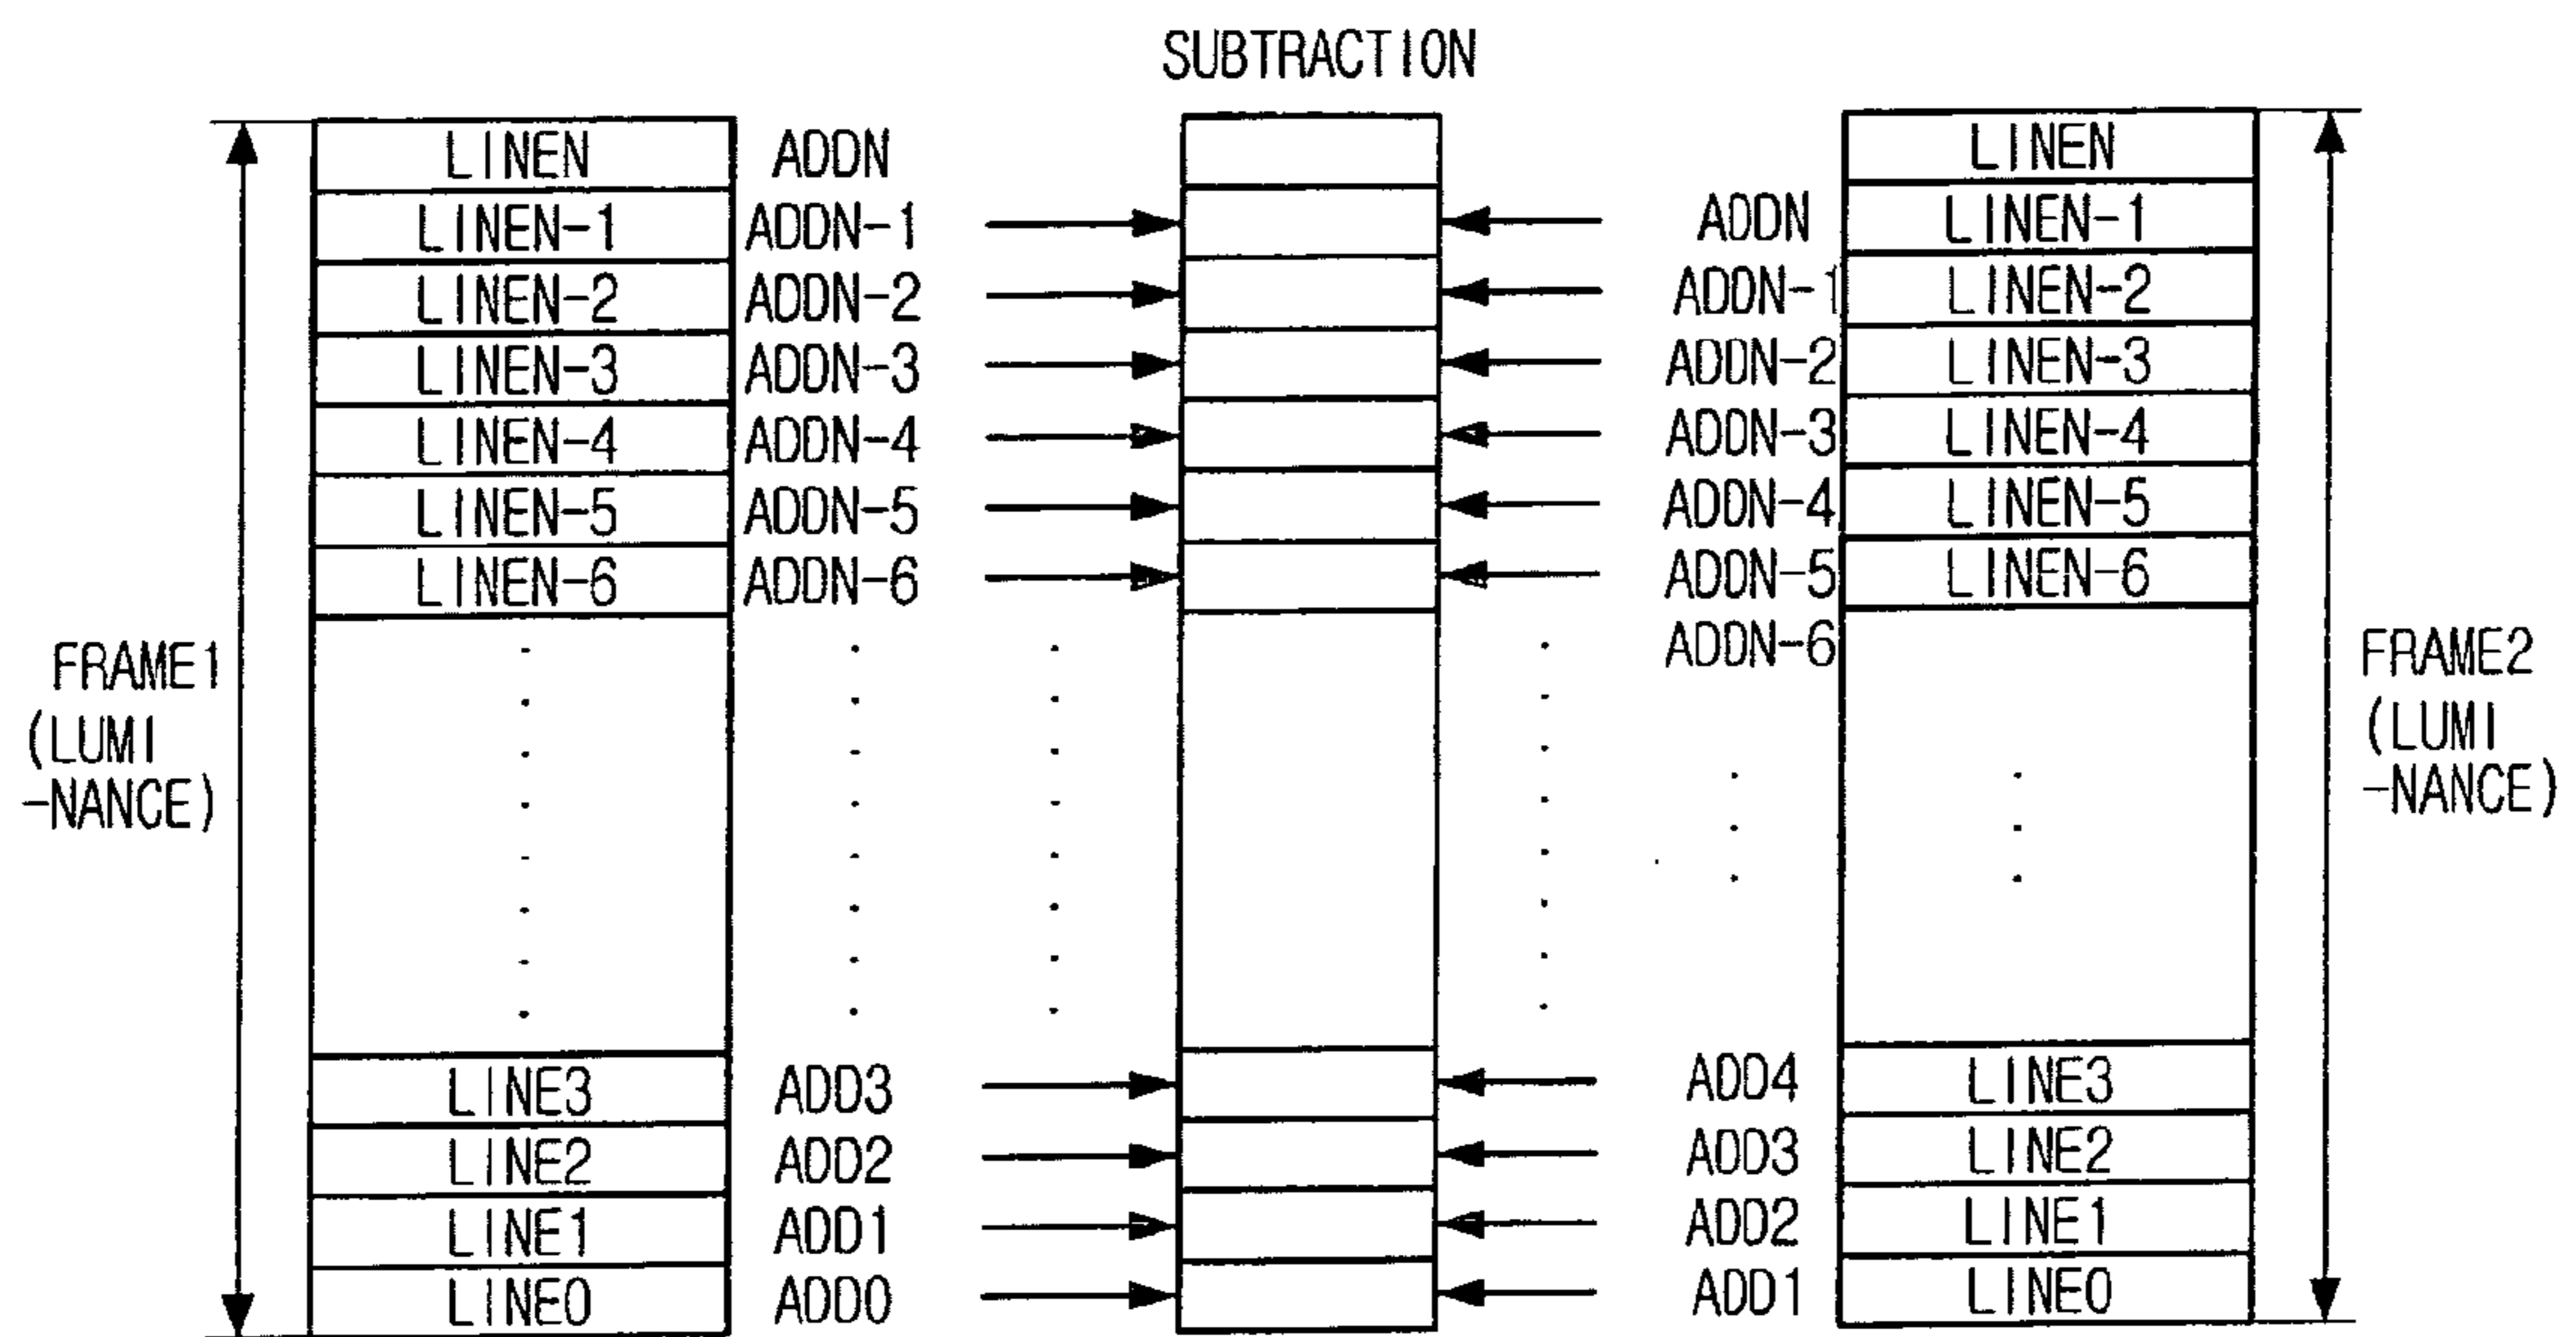 SUBTRACTION
LINEN ADDN LINEN
LINEN-1 ADDN-1 ADDN LINEN-1
LINEN-2 ADDN-2 ADDN-1 LINEN-2
LINEN-3 ADDN-3 ADDN-2 LINEN-3
LINEN-4 ADDN-4 ADDN-3 LINEN-4
LINEN-5 ADDN-5 ADDN-4 LINEN-5
LINEN-6 ADDN-6 ADDN-5 LINEN-6
ADDN-6
FRAME1
(LUMI
-NANCE)
FRAME2
(LUMI
-NANCE)
LINE3 ADD3 ADD4 LINE3
LINE2 ADD2 ADD3 LINE2
LINE1 ADD1 ADD2 LINE1
LINE0 ADD0 ADD1 LINE0